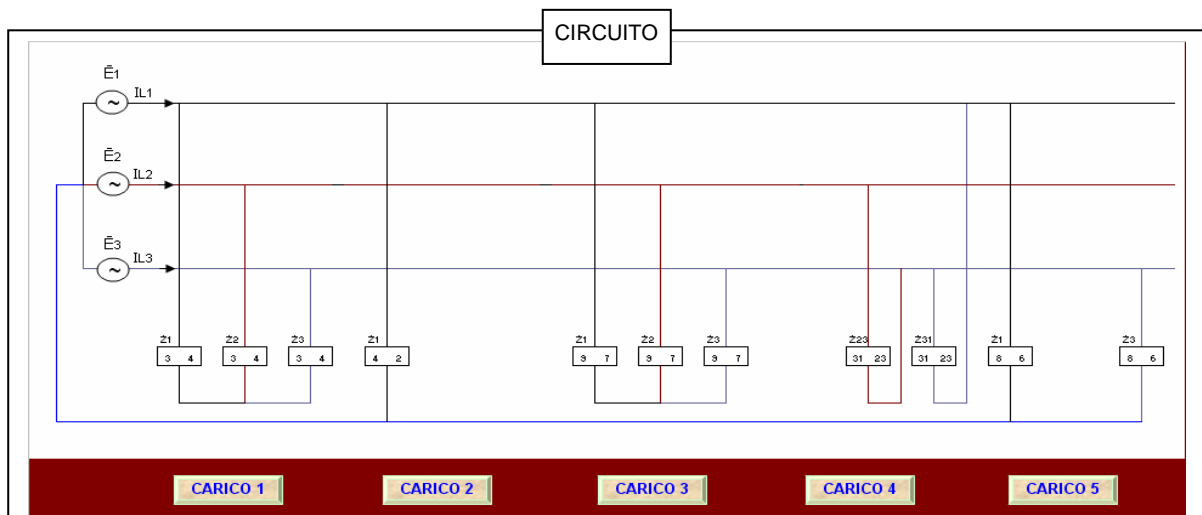 CIRCUITO
Ē1
IL1
Ē2
IL2
Ē3
IL3
Ż1 Ż2 Ż3 Ż1 Ż1 Ż2 Ż3 Ż23 Ż31 Ż1 Ż3
3 4 3 4 3 4 4 2 9 7 9 7 9 7 31 23 31 23 8 6 8 6
CARICO 1 CARICO 2 CARICO 3 CARICO 4 CARICO 5